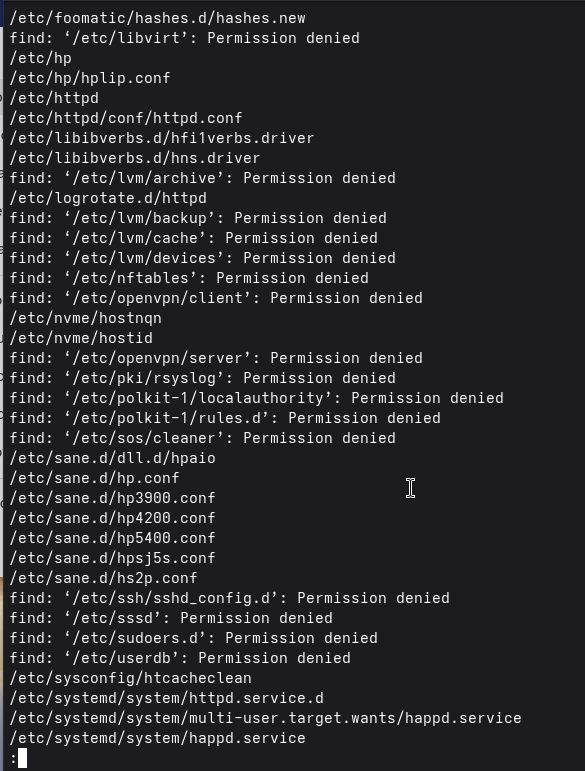 /etc/foomatic/hashes.d/hashes.new
find: ‘/etc/libvirt’: Permission denied
/etc/hp
/etc/hp/hplip.conf
/etc/httpd
/etc/httpd/conf/httpd.conf
/etc/libibverbs.d/hfi1verbs.driver
/etc/libibverbs.d/hns.driver
find: ‘/etc/lvm/archive’: Permission denied
/etc/logrotate.d/httpd
find: ‘/etc/lvm/backup’: Permission denied
find: ‘/etc/lvm/cache’: Permission denied
find: ‘/etc/lvm/devices’: Permission denied
find: ‘/etc/nftables’: Permission denied
find: ‘/etc/openvpn/client’: Permission denied
/etc/nvme/hostnqn
/etc/nvme/hostid
find: ‘/etc/openvpn/server’: Permission denied
find: ‘/etc/pki/rsyslog’: Permission denied
find: ‘/etc/polkit-1/localauthority’: Permission denied
find: ‘/etc/polkit-1/rules.d’: Permission denied
find: ‘/etc/sos/cleaner’: Permission denied
/etc/sane.d/dll.d/hpaio
/etc/sane.d/hp.conf
/etc/sane.d/hp3900.conf
/etc/sane.d/hp4200.conf
/etc/sane.d/hp5400.conf
/etc/sane.d/hpsj5s.conf
/etc/sane.d/hs2p.conf
find: ‘/etc/ssh/sshd_config.d’: Permission denied
find: ‘/etc/sssd’: Permission denied
find: ‘/etc/sudoers.d’: Permission denied
find: ‘/etc/userdb’: Permission denied
/etc/sysconfig/htcacheclean
/etc/systemd/system/httpd.service.d
/etc/systemd/system/multi-user.target.wants/happd.service
/etc/systemd/system/happd.service
: